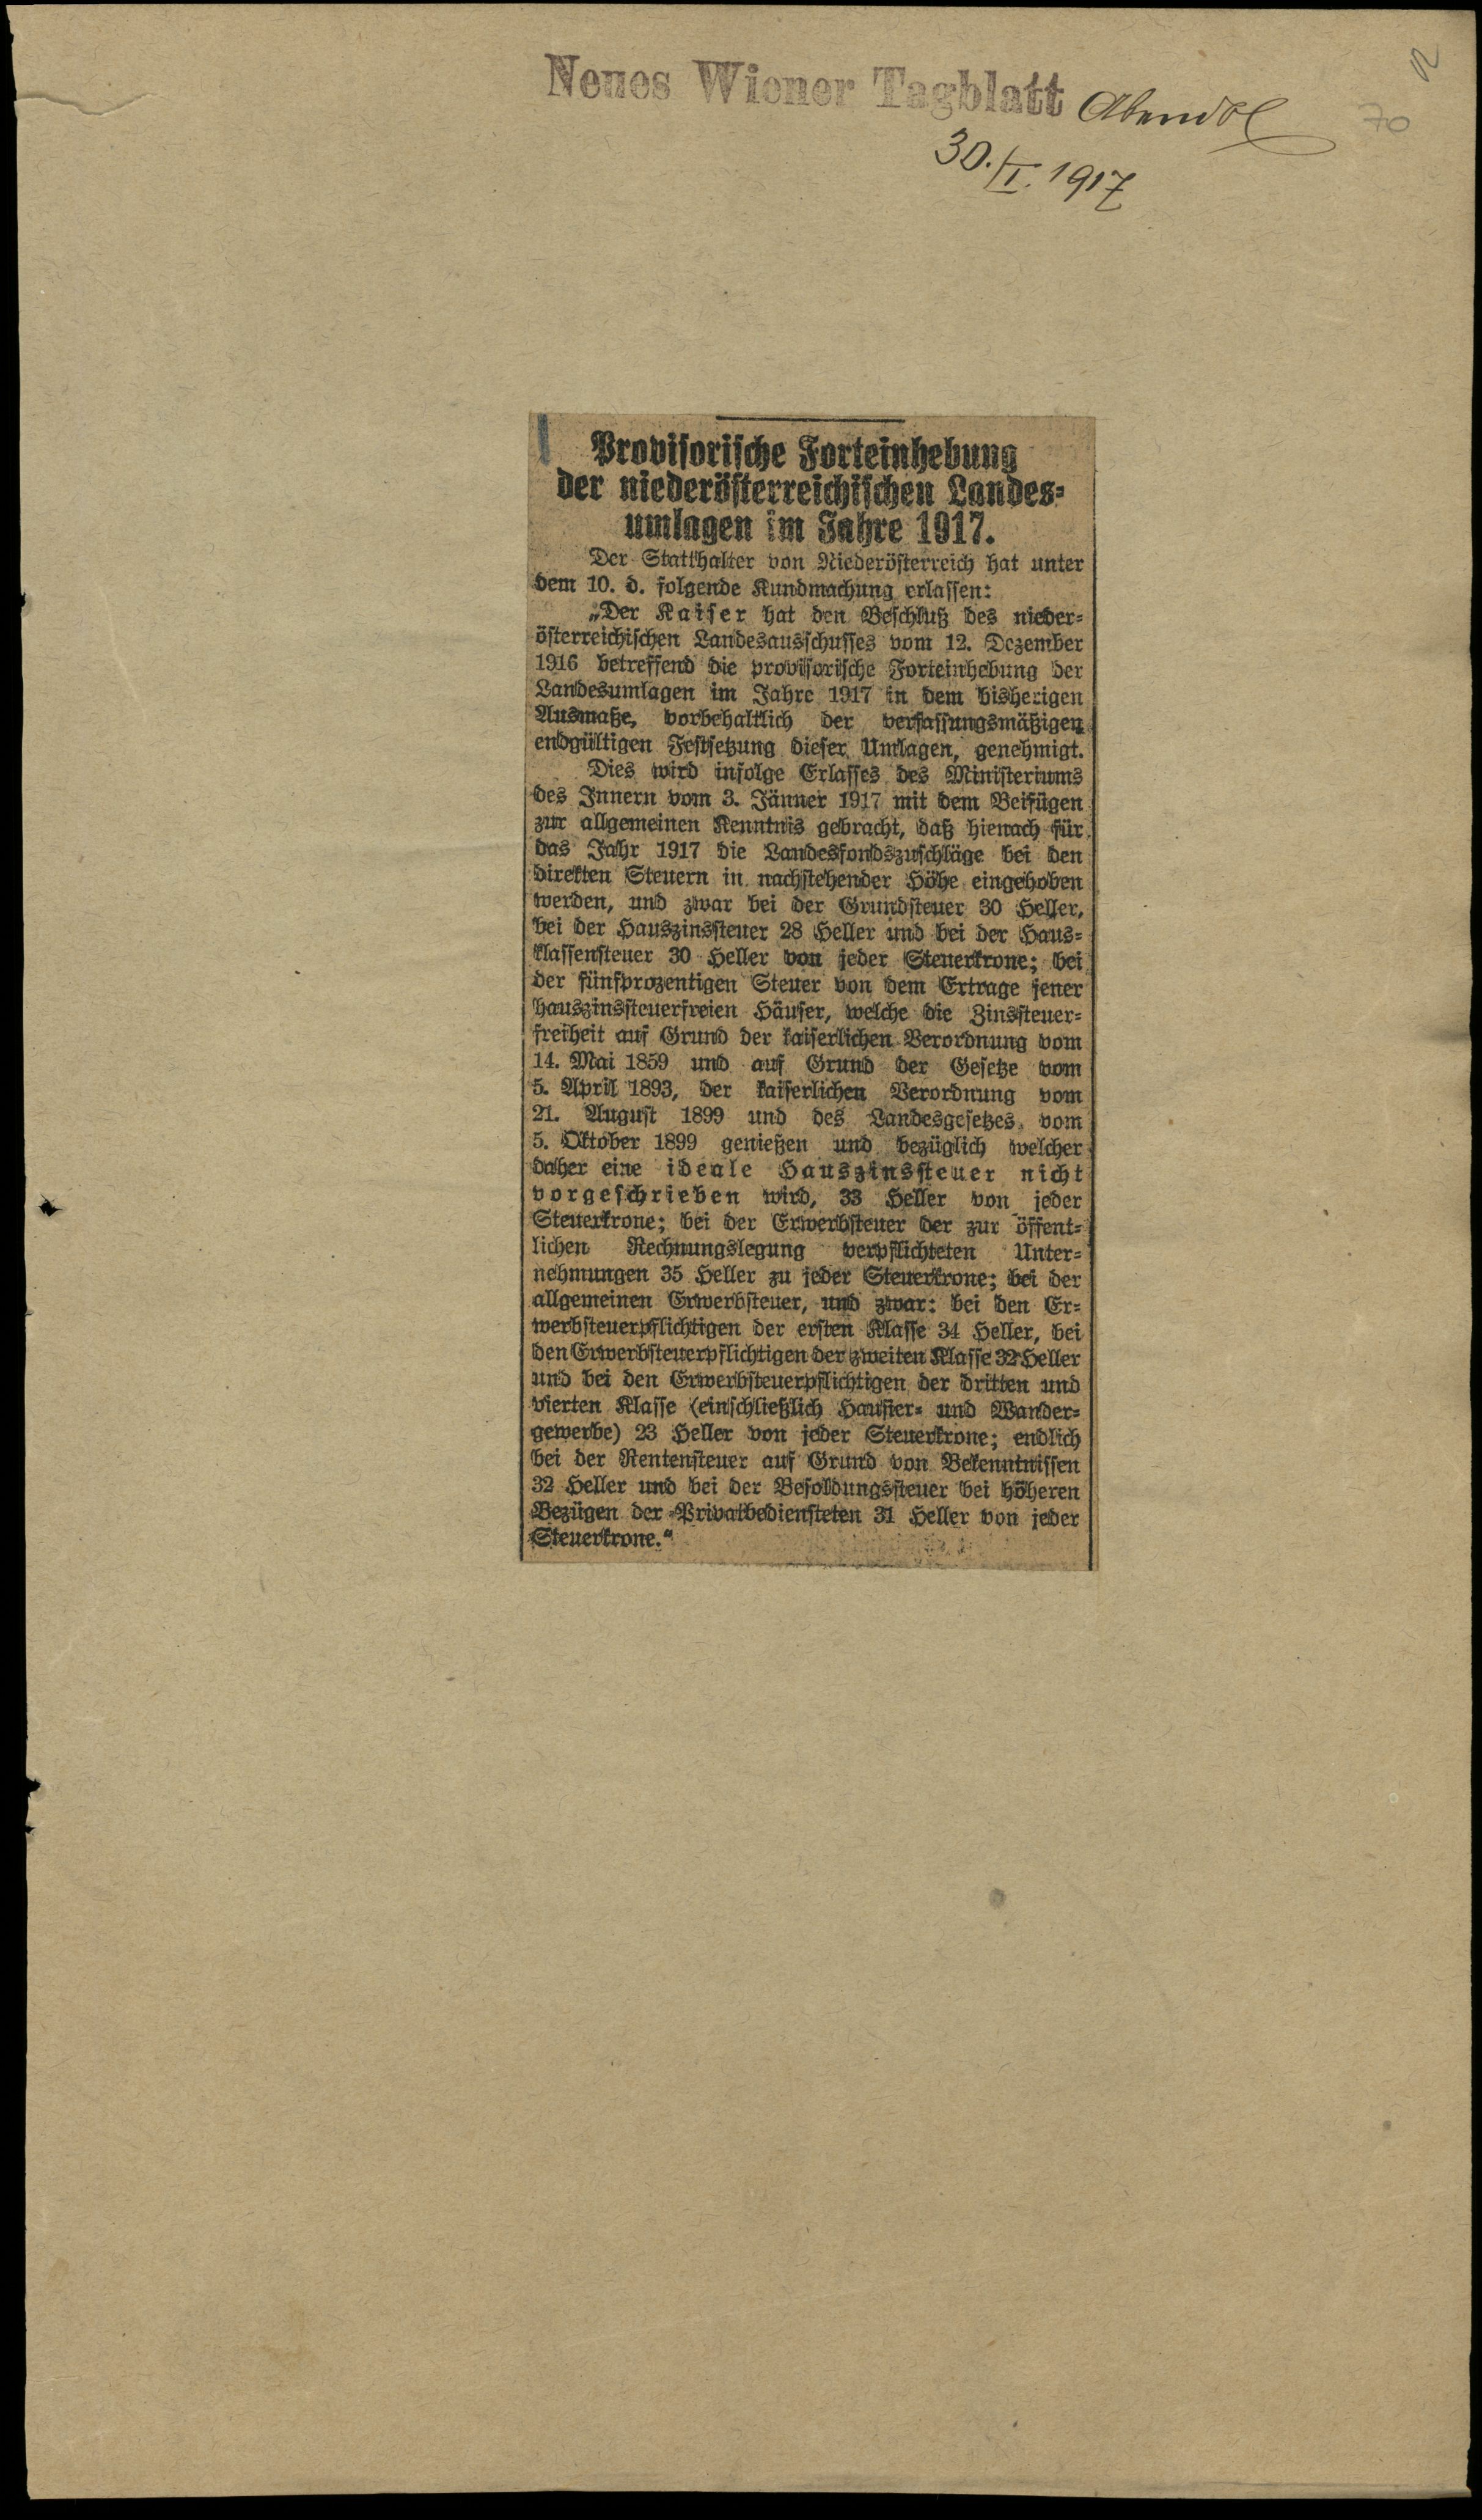 Neues Wiener Tagblatt Abendbl
70
30./I. 1917
Provisorische Forteinhebung
der niederösterreichischen Landes-
umlagen im Jahre 1917.
Der Statthalter von Niederösterreich hat unter
dem 10. d. folgende Kundmachung erlassen:
„Der Kaiser hat den Beschluß des nieder-
österreichischen Landesausschusses vom 12. Dezember
1916 betreffend die provisorische Forteinhebung der
Landesumlagen im Jahre 1917 in dem bisherigen
Ausmaße, vorbehaltlich der verfassungsmäßigen
endgültigen Festsetzung dieser Umlagen, genehmigt.
Dies wird infolge Erlasses des Ministeriums
des Innern vom 3. Jänner 1917 mit dem Beifügen
zur allgemeinen Kenntnis gebracht, daß hienach für
das Jahr 1917 die Landesfondszuschläge bei den
direkten Steuern in nachstehender Höhe eingehoben
werden, und zwar bei der Grundsteuer 30 Heller,
bei der Hauszinssteuer 28 Heller und bei der Haus-
klassensteuer 30 Heller von jeder Steuerkrone; bei
der fünfprozentigen Steuer von dem Ertrage jener
hauszinssteuerfreien Häuser, welche die Zinssteuer-
freiheit auf Grund der kaiserlichen Verordnung vom
14. Mai 1859 und auf Grund der Gesetze vom
5. April 1893, der kaiserlichen Verordnung vom
21. August 1899 und des Landesgesetzes vom
5. Oktober 1899 genießen und bezüglich welcher
daher eine ideale Hauszinssteuer nicht
vorgeschrieben wird, 33 Heller von jeder
Steuerkrone; bei der Erwerbsteuer der zur öffent-
lichen Rechnungslegung verpflichteten Unter-
nehmungen 35 Heller zu jeder Steuerkrone; bei der
allgemeinen Erwerbsteuer, und zwar: bei den Er-
werbsteuerpflichtigen der ersten Klasse 34 Heller, bei
den Erwerbsteuerpflichtigen der zweiten Klasse 32 Heller
und bei den Erwerbsteuerpflichtigen der dritten und
vierten Klasse (einschließlich Hausier- und Wander-
gewerbe) 23 Heller von jeder Steuerkrone; endlich
bei der Rentensteuer auf Grund von Bekenntnissen
32 Heller und bei der Besoldungssteuer bei höheren
Bezügen der Privatbediensteten 31 Heller von jeder
Steuerkrone."